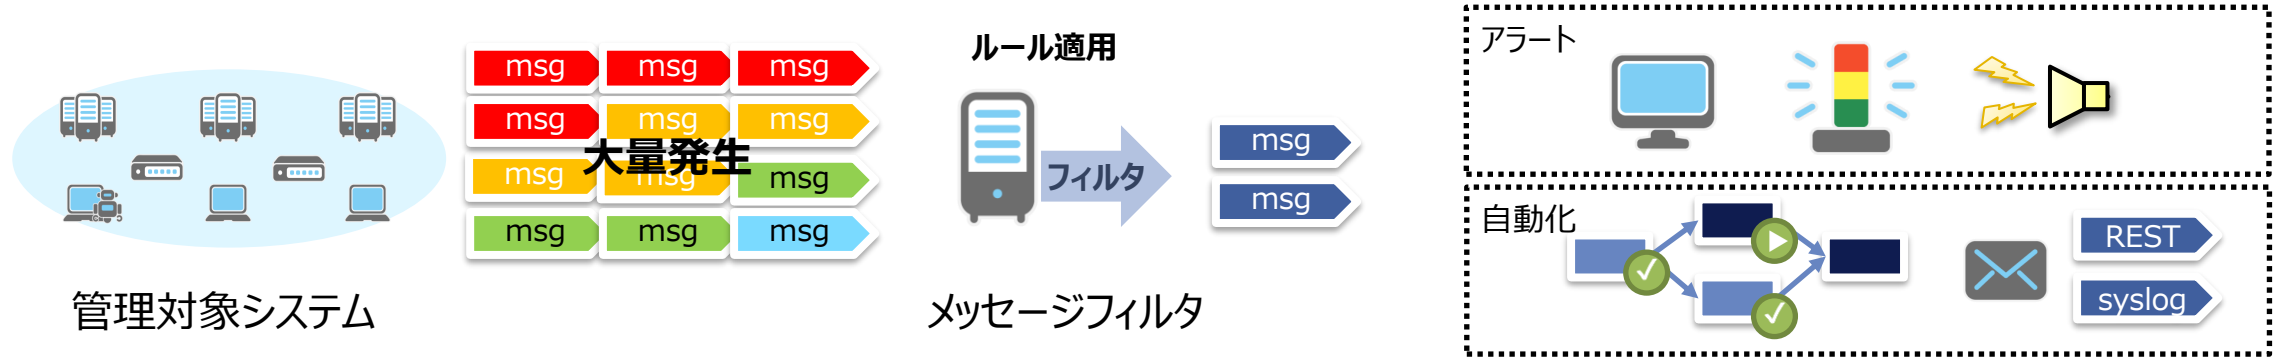 管理対象システム
msg msg msg
msg msg msg
大量発生
msg msg msg
msg msg msg
ルール適用
フィルタ
メッセージフィルタ
msg
msg
アラート
自動化
REST
syslog